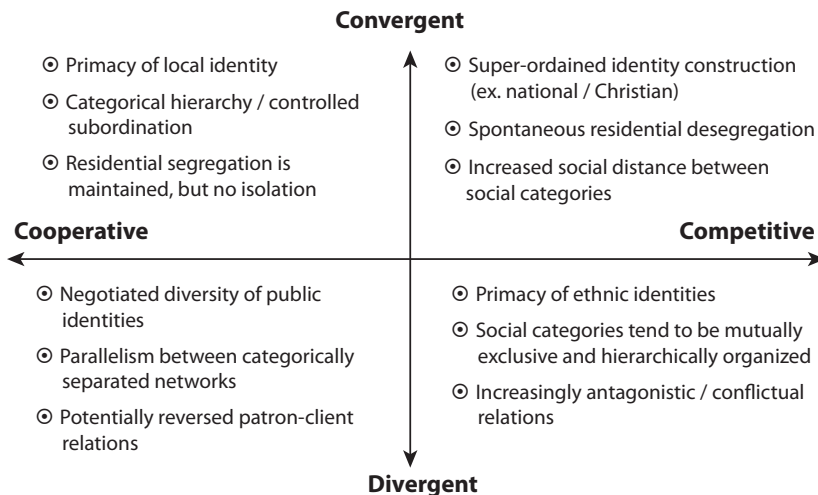 Convergent
⊙ Primacy of local identity
⊙ Categorical hierarchy / controlled
subordination
⊙ Residential segregation is
maintained, but no isolation
⊙ Super-ordained identity construction
(ex. national / Christian)
⊙ Spontaneous residential desegregation
⊙ Increased social distance between
social categories
Cooperative
Competitive
⊙ Negotiated diversity of public
identities
⊙ Parallelism between categorically
separated networks
⊙ Potentially reversed patron-client
relations
⊙ Primacy of ethnic identities
⊙ Social categories tend to be mutually
exclusive and hierarchically organized
⊙ Increasingly antagonistic / conflictual
relations
Divergent